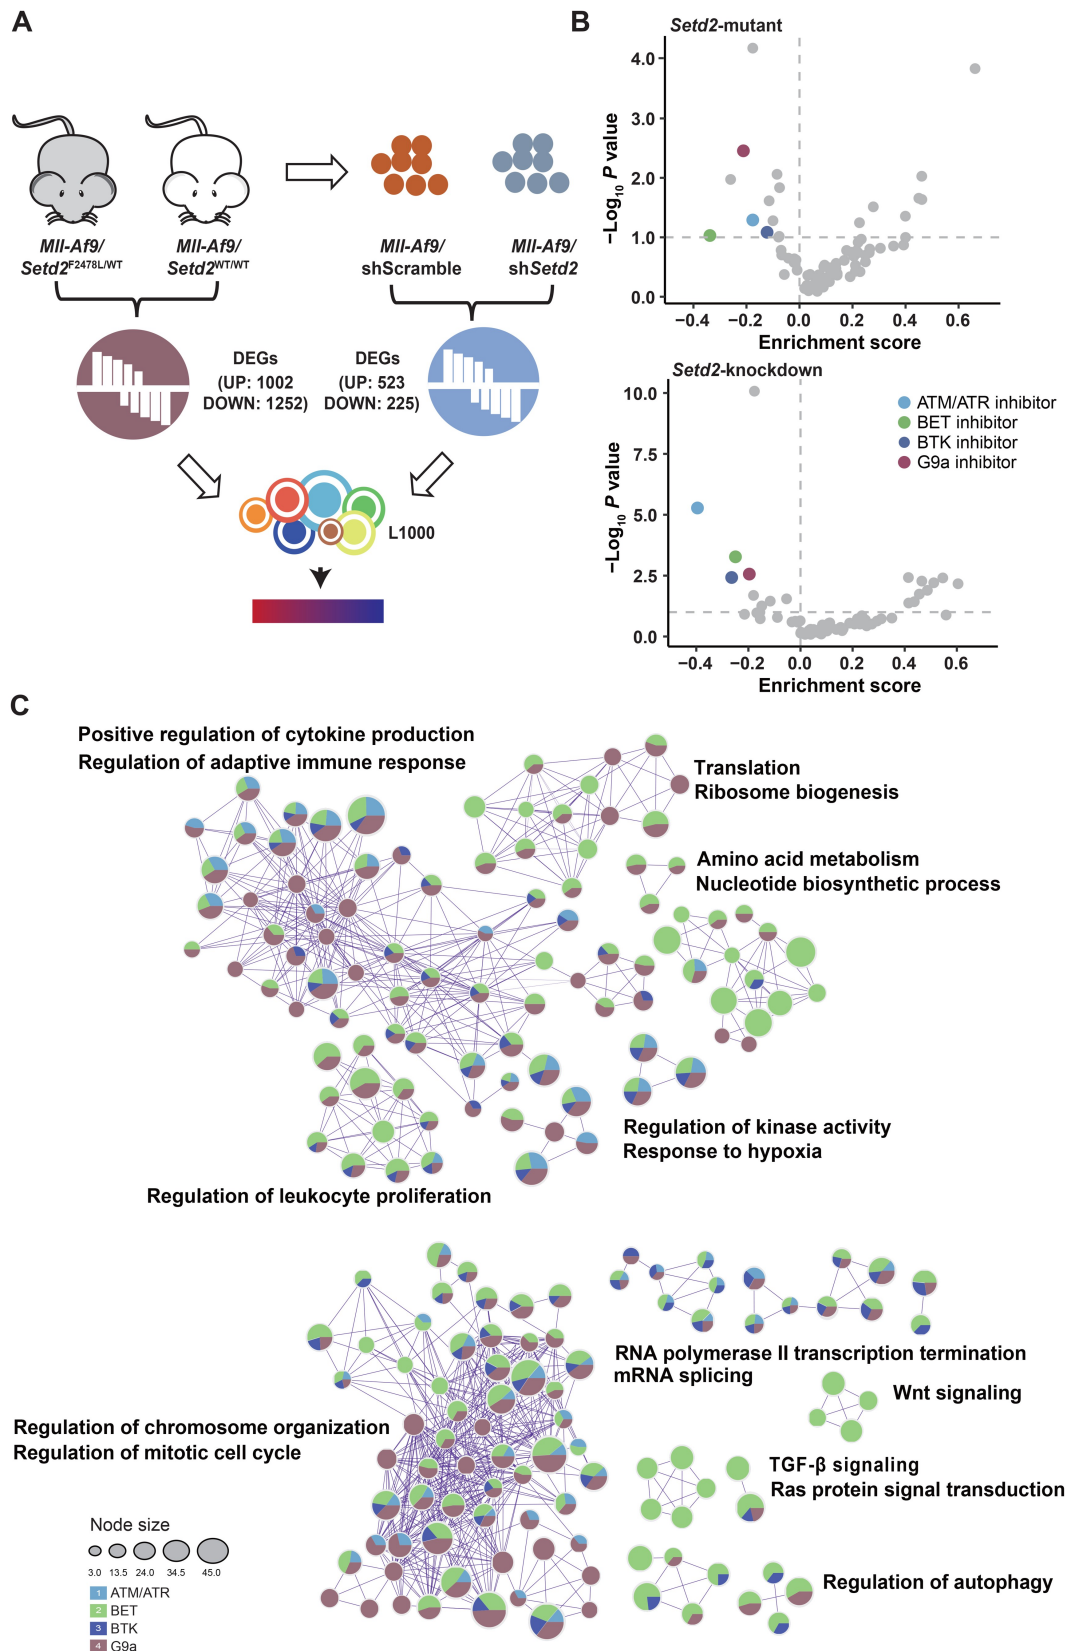 A
Mll-Af9/
Setd2F2478L/WT
Mll-Af9/
Setd2WT/WT
Mll-Af9/
shScramble
Mll-Af9/
shSetd2
DEGs
(UP: 1002
DOWN: 1252)
DEGs
(UP: 523
DOWN: 225)
L1000
B
Setd2-mutant
−Log10 P value
4.0
3.0
2.0
1.0
0.0
−0.4 −0.2 0.0 0.2 0.4 0.6
Enrichment score
Setd2-knockdown
−Log10 P value
10.0
7.5
5.0
2.5
0.0
−0.4 −0.2 0.0 0.2 0.4 0.6
Enrichment score
ATM/ATR inhibitor
BET inhibitor
BTK inhibitor
G9a inhibitor
C
Positive regulation of cytokine production
Regulation of adaptive immune response
Translation
Ribosome biogenesis
Amino acid metabolism
Nucleotide biosynthetic process
Regulation of kinase activity
Response to hypoxia
Regulation of leukocyte proliferation
RNA polymerase II transcription termination
mRNA splicing
Wnt signaling
Regulation of chromosome organization
Regulation of mitotic cell cycle
TGF-β signaling
Ras protein signal transduction
Regulation of autophagy
Node size
3.0 13.5 24.0 34.5 45.0
1 ATM/ATR
2 BET
3 BTK
4 G9a